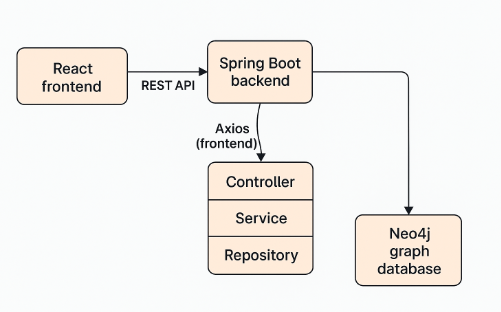 React
frontend
REST API
Spring Boot
backend
Axios
(frontend)
Controller
Service
Repository
Neo4j
graph
database